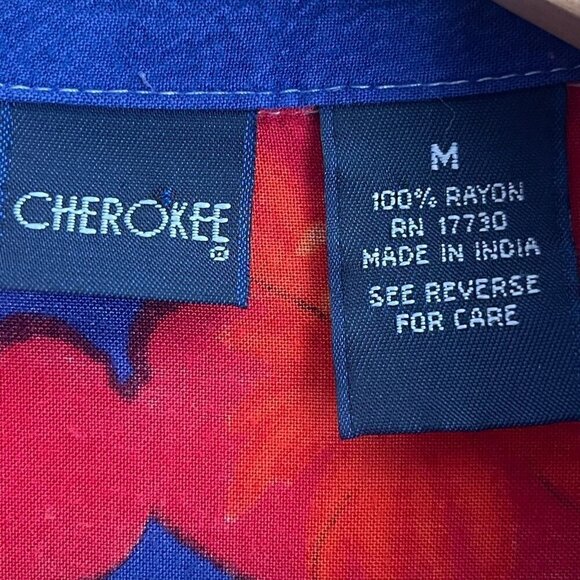 CHEROKEE
®
M
100% RAYON
RN 17730
MADE IN INDIA
SEE REVERSE
FOR CARE